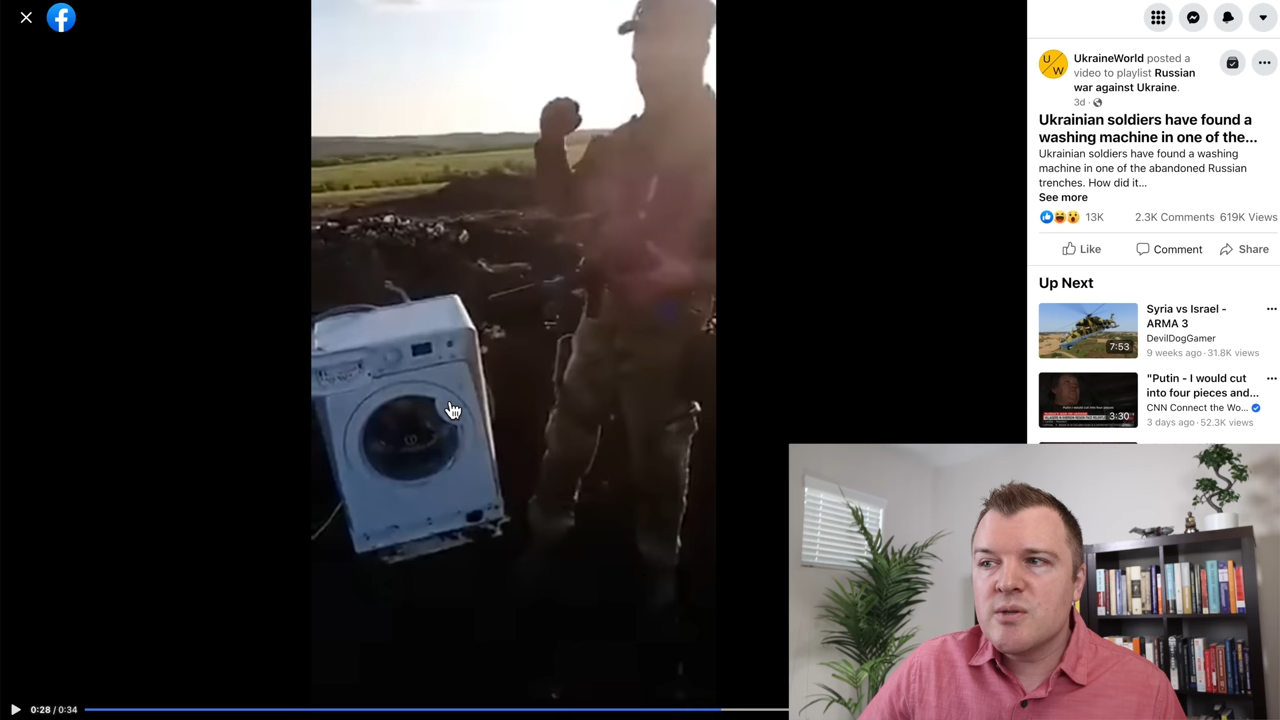 f
U
W
UkraineWorld posted a
video to playlist Russian
war against Ukraine.
3d ·
Ukrainian soldiers have found a
washing machine in one of the...
Ukrainian soldiers have found a washing
machine in one of the abandoned Russian
trenches. How did it...
See more
13K 2.3K Comments 619K Views
Like Comment Share
Up Next
Syria vs Israel -
ARMA 3
DevilDogGamer
9 weeks ago · 31.8K views
7:53
"Putin - I would cut
into four pieces and...
CNN Connect the Wo...
3 days ago · 52.3K views
3:30
0:28 / 0:34